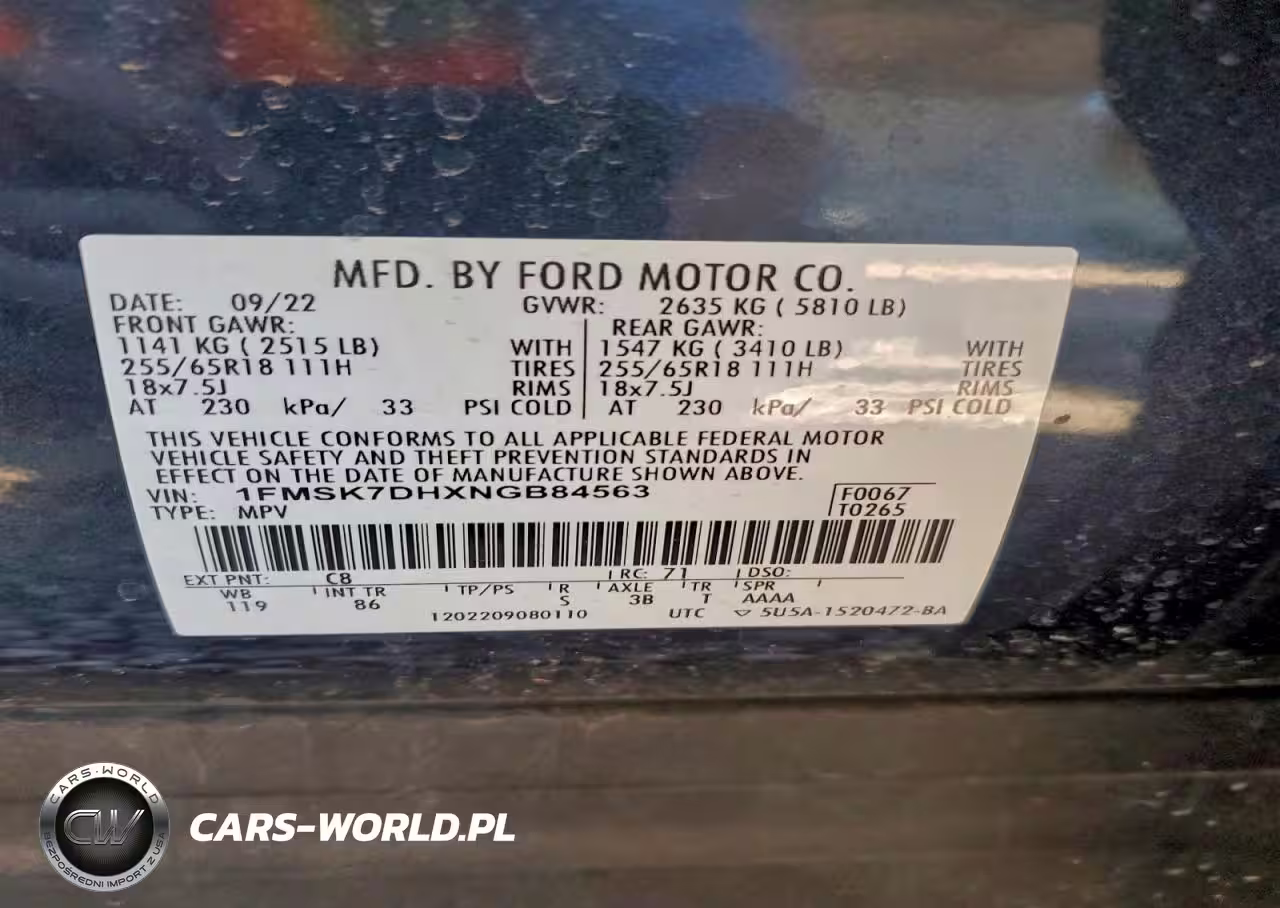 MFD. BY FORD MOTOR CO.
DATE: 09/22 GVWR: 2635 KG ( 5810 LB)
FRONT GAWR: REAR GAWR:
1141 KG ( 2515 LB) WITH 1547 KG ( 3410 LB) WITH
255/65R18 111H TIRES 255/65R18 111H TIRES
18x7.5J RIMS 18x7.5J RIMS
AT 230 kPa/ 33 PSI COLD AT 230 kPa/ 33 PSI COLD
THIS VEHICLE CONFORMS TO ALL APPLICABLE FEDERAL MOTOR
VEHICLE SAFETY AND THEFT PREVENTION STANDARDS IN
EFFECT ON THE DATE OF MANUFACTURE SHOWN ABOVE.
VIN: 1FMSK7DHXNGB84563 F0067
TYPE: MPV T0265
EXT PNT: C8 RC: 71 DSO:
WB INT TR TP/PS R AXLE TR SPR
119 86 S 3B T AAAA
1202209080110 UTC ▽ 5U5A-1520472-BA
CARS-WORLD
CW
BEZPOŚREDNI IMPORT Z USA
CARS-WORLD.PL